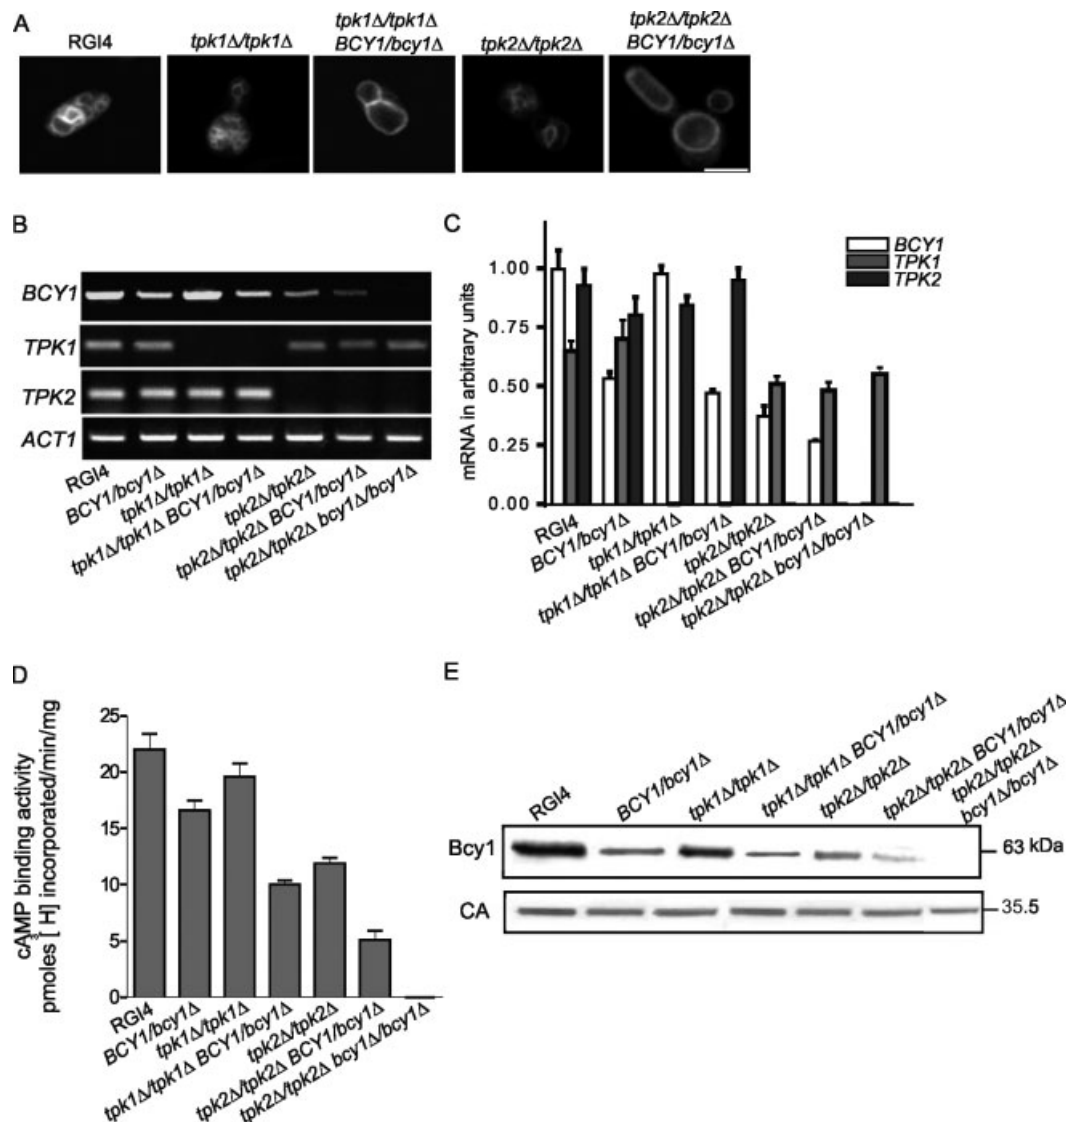 A
RGI4
tpk1Δ/tpk1Δ
tpk1Δ/tpk1Δ
BCY1/bcy1Δ
tpk2Δ/tpk2Δ
tpk2Δ/tpk2Δ
BCY1/bcy1Δ
B
BCY1
TPK1
TPK2
ACT1
RGI4
BCY1/bcy1Δ
tpk1Δ/tpk1Δ
tpk1Δ/tpk1Δ BCY1/bcy1Δ
tpk2Δ/tpk2Δ
tpk2Δ/tpk2Δ BCY1/bcy1Δ
tpk2Δ/tpk2Δ bcy1Δ/bcy1Δ
C
BCY1
TPK1
TPK2
mRNA in arbitrary units
1.00
0.75
0.50
0.25
0.00
RGI4
BCY1/bcy1Δ
tpk1Δ/tpk1Δ
tpk1Δ/tpk1Δ BCY1/bcy1Δ
tpk2Δ/tpk2Δ
tpk2Δ/tpk2Δ BCY1/bcy1Δ
tpk2Δ/tpk2Δ bcy1Δ/bcy1Δ
D
cAMP binding activity
pmoles [3H] incorporated/min/mg
25
20
15
10
5
0
RGI4
BCY1/bcy1Δ
tpk1Δ/tpk1Δ
tpk1Δ/tpk1Δ BCY1/bcy1Δ
tpk2Δ/tpk2Δ
tpk2Δ/tpk2Δ BCY1/bcy1Δ
tpk2Δ/tpk2Δ bcy1Δ/bcy1Δ
E
RGI4
BCY1/bcy1Δ
tpk1Δ/tpk1Δ
tpk1Δ/tpk1Δ BCY1/bcy1Δ
tpk2Δ/tpk2Δ
tpk2Δ/tpk2Δ BCY1/bcy1Δ
tpk2Δ/tpk2Δ
bcy1Δ/bcy1Δ
Bcy1
63 kDa
CA
35.5